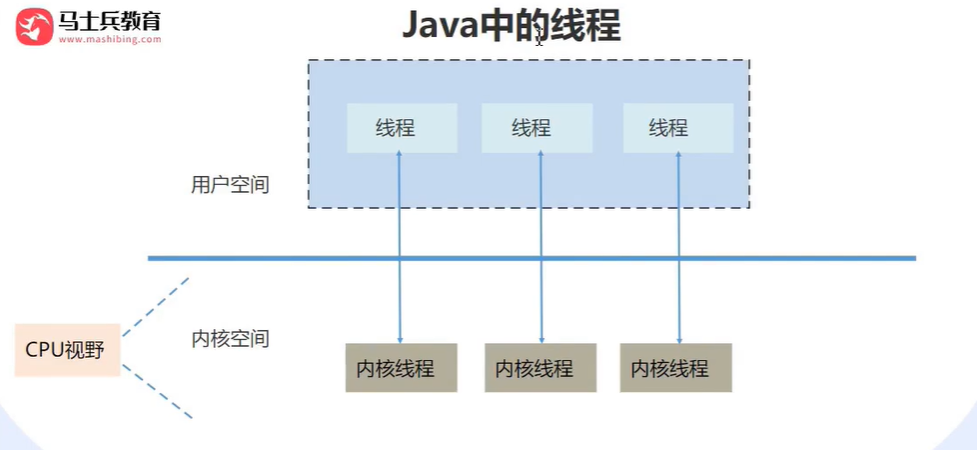 马士兵教育
www.mashibing.com
Java中的线程
线程 线程 线程
用户空间
内核空间
CPU视野
内核线程 内核线程 内核线程